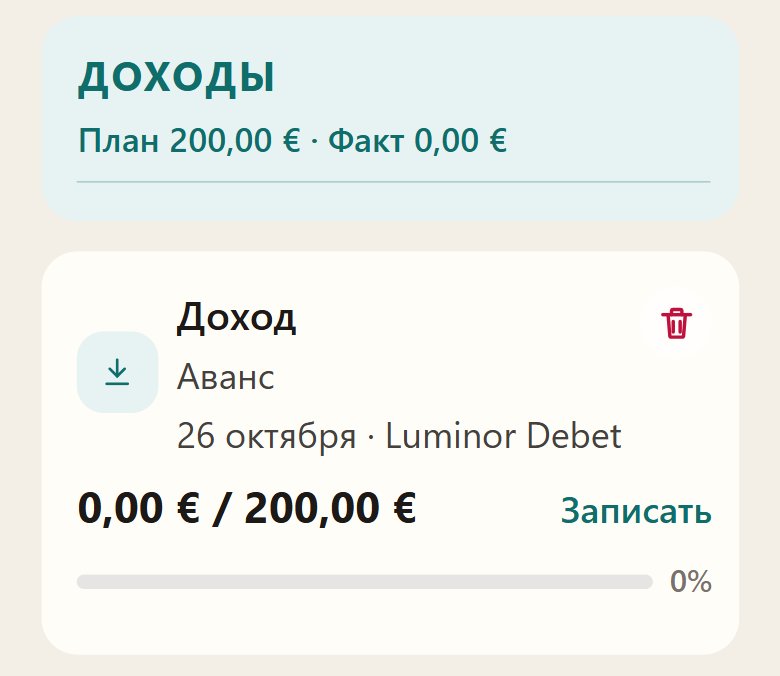 ДОХОДЫ
План 200,00 € · Факт 0,00 €
Доход
Аванс
26 октября · Luminor Debet
0,00 € / 200,00 €
Записать
0%